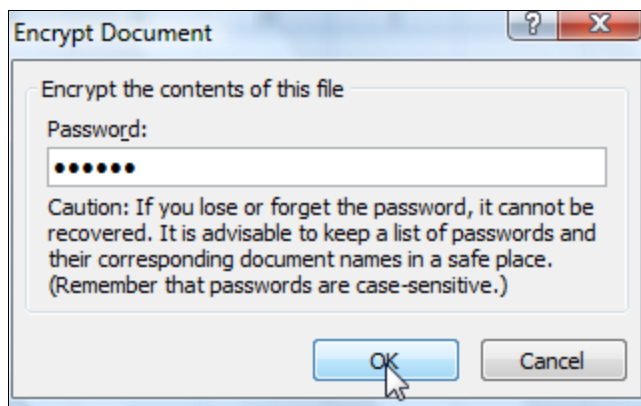 Encrypt Document
?
X
Encrypt the contents of this file
Password:
••••••
Caution: If you lose or forget the password, it cannot be
recovered. It is advisable to keep a list of passwords and
their corresponding document names in a safe place.
(Remember that passwords are case-sensitive.)
OK
Cancel